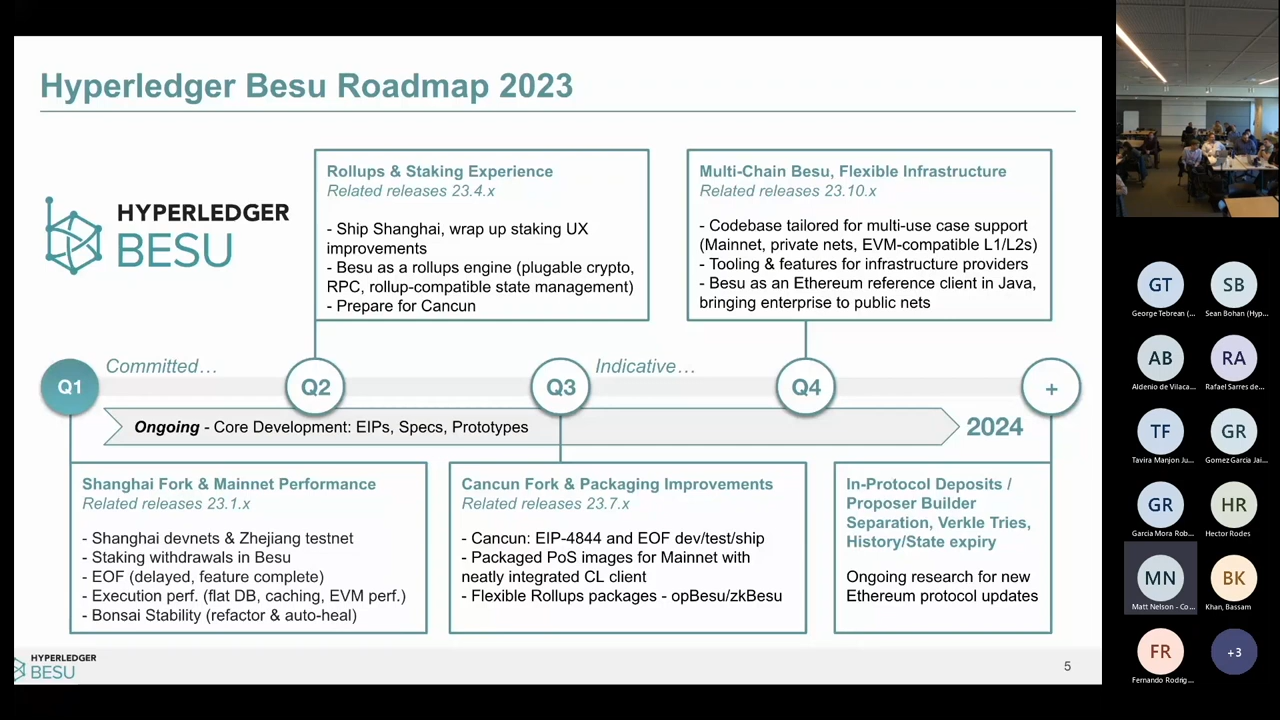 Hyperledger Besu Roadmap 2023
HYPERLEDGER
BESU
Rollups & Staking Experience
Related releases 23.4.x
- Ship Shanghai, wrap up staking UX
improvements
- Besu as a rollups engine (plugable crypto,
RPC, rollup-compatible state management)
- Prepare for Cancun
Multi-Chain Besu, Flexible Infrastructure
Related releases 23.10.x
- Codebase tailored for multi-use case support
(Mainnet, private nets, EVM-compatible L1/L2s)
- Tooling & features for infrastructure providers
- Besu as an Ethereum reference client in Java,
bringing enterprise to public nets
Q1
Committed…
Q2
Q3
Indicative…
Q4
+
Ongoing - Core Development: EIPs, Specs, Prototypes
2024
Shanghai Fork & Mainnet Performance
Related releases 23.1.x
- Shanghai devnets & Zhejiang testnet
- Staking withdrawals in Besu
- EOF (delayed, feature complete)
- Execution perf. (flat DB, caching, EVM perf.)
- Bonsai Stability (refactor & auto-heal)
Cancun Fork & Packaging Improvements
Related releases 23.7.x
- Cancun: EIP-4844 and EOF dev/test/ship
- Packaged PoS images for Mainnet with
neatly integrated CL client
- Flexible Rollups packages - opBesu/zkBesu
In-Protocol Deposits /
Proposer Builder
Separation, Verkle Tries,
History/State expiry
Ongoing research for new
Ethereum protocol updates
HYPERLEDGER
BESU
5
GT
George Tebrean (...
SB
Sean Bohan (Hyp...
AB
Aldenio de Vilaca...
RA
Rafael Sarres de...
TF
Tavira Manjon Ju...
GR
Gomez Garcia Jai...
GR
Garcia Mora Rob...
HR
Hector Rodes
MN
Matt Nelson - Co...
BK
Khan, Bassam
FR
Fernando Rodrig...
+3